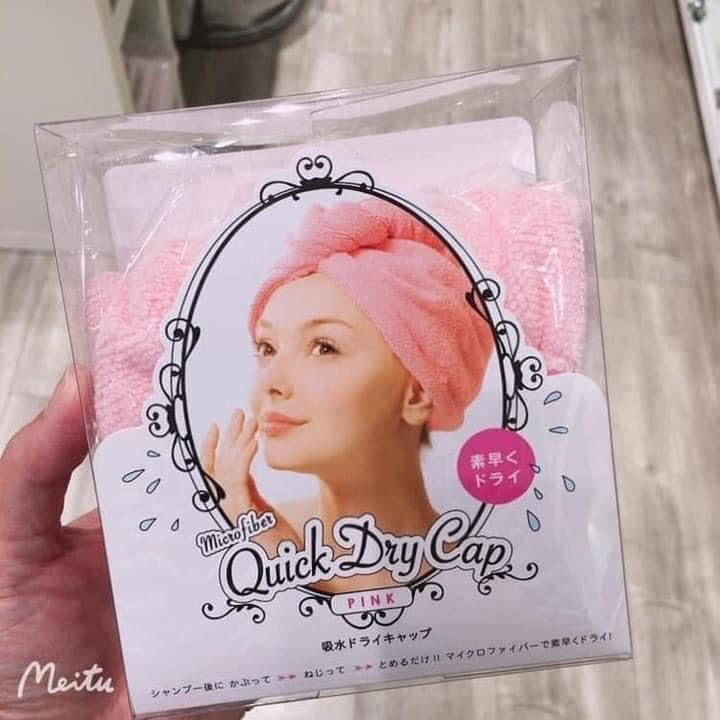 素早く
ドライ
Microfiber
Quick Dry Cap
PINK
吸水ドライキャップ
シャンプー後に かぶって ➳➳ ねじって ➳➳ とめるだけ!! マイクロファイバーで素早くドライ!
Meitu